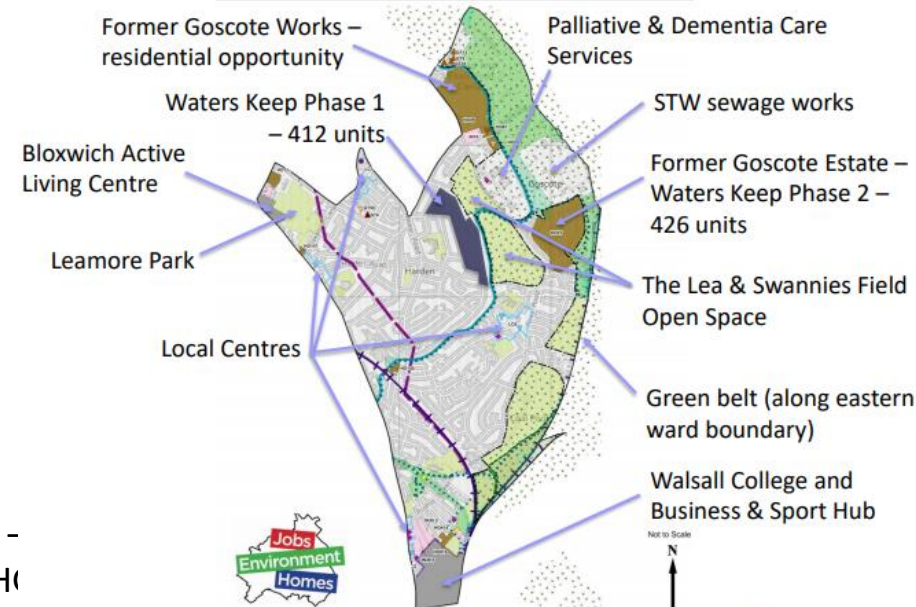 Former Goscote Works –
residential opportunity
Palliative & Dementia Care
Services
Waters Keep Phase 1
– 412 units
STW sewage works
Bloxwich Active
Living Centre
Former Goscote Estate –
Waters Keep Phase 2 –
426 units
Leamore Park
Harden
The Lea & Swannies Field
Open Space
Local Centres
Green belt (along eastern
ward boundary)
Walsall College and
Business & Sport Hub
Not to Scale
N
Jobs
Environment
Homes